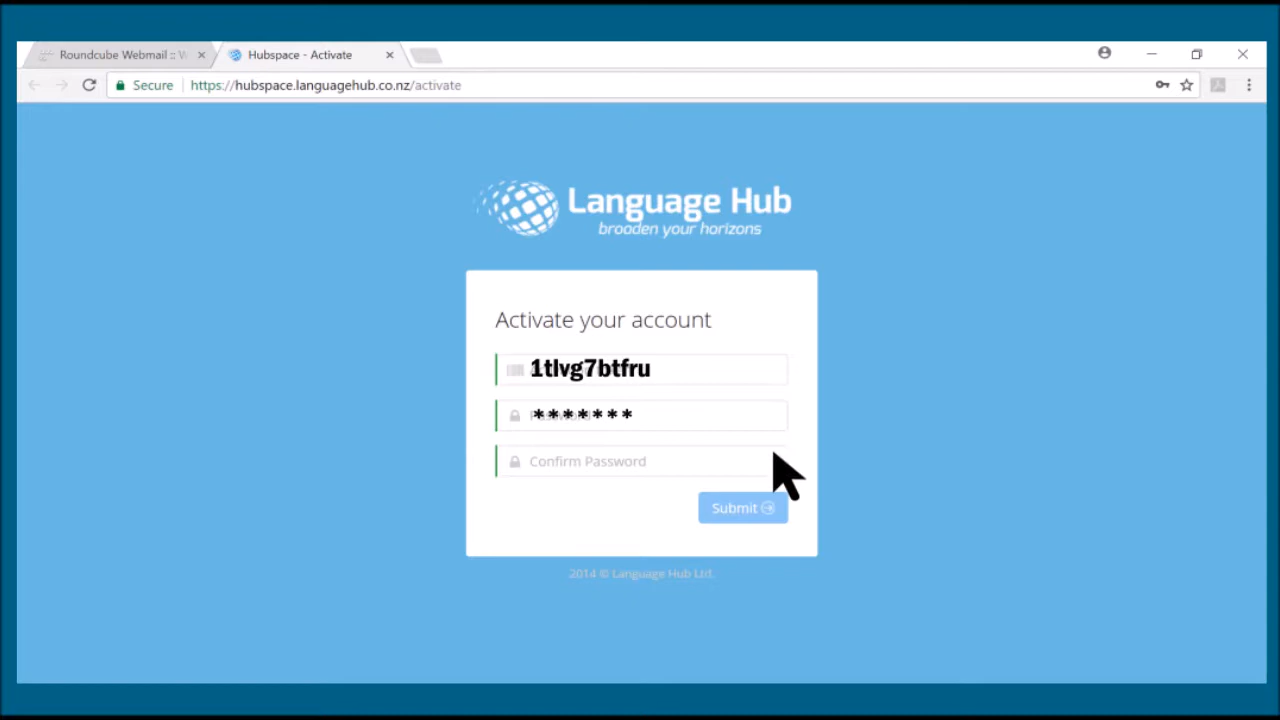 Roundcube Webmail ::
Hubspace - Activate
Secure
https://hubspace.languagehub.co.nz/activate
Language Hub
broaden your horizons
Activate your account
1tlvg7btfru
*******
Confirm Password
Submit
2014 © Language Hub Ltd.